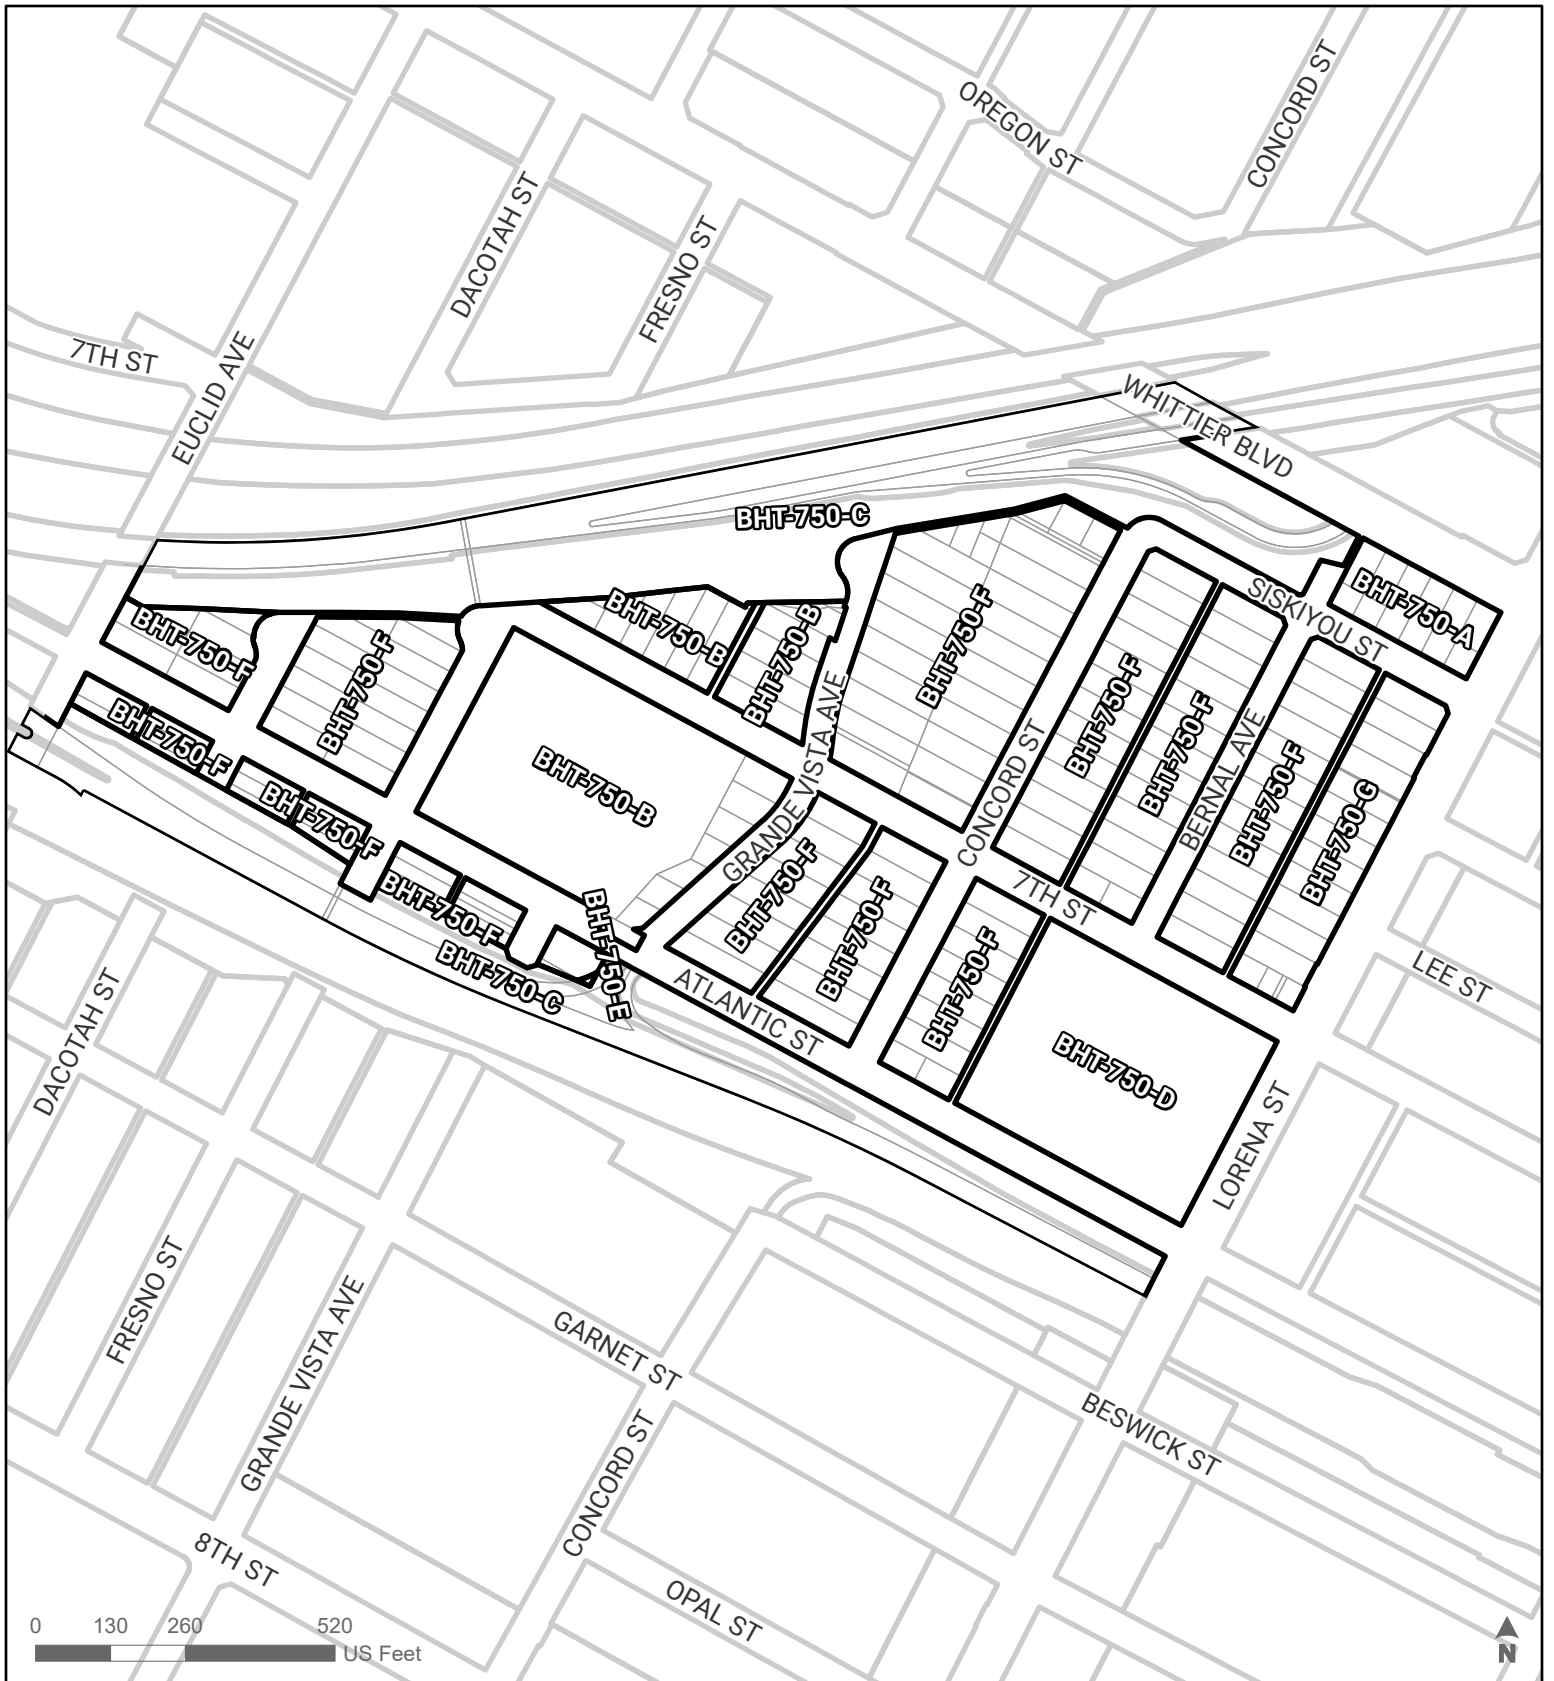 OREGON ST
CONCORD ST
DACOTAH ST
FRESNO ST
7TH ST
EUCLID AVE
WHITTIER BLVD
BHT-750-C
SISKIYOU ST
BHT-750-A
BHT-750-F
BHT-750-F
BHT-750-B
BHT-750-B
BHT-750-F
GRANDE VISTA AVE
BHT-750-F
BHT-750-F
BHT-750-F
BHT-750-B
CONCORD ST
BERNAL AVE
BHT-750-F
BHT-750-G
BHT-750-F
BHT-750-F
BHT-750-F
7TH ST
BHT-750-F
BHT-750-F
BHT-750-C
BHT-750-E
ATLANTIC ST
BHT-750-F
LEE ST
DACOTAH ST
BHT-750-D
LORENA ST
FRESNO ST
GRANDE VISTA AVE
GARNET ST
CONCORD ST
BESWICK ST
8TH ST
OPAL ST
0 130 260 520
US Feet
N